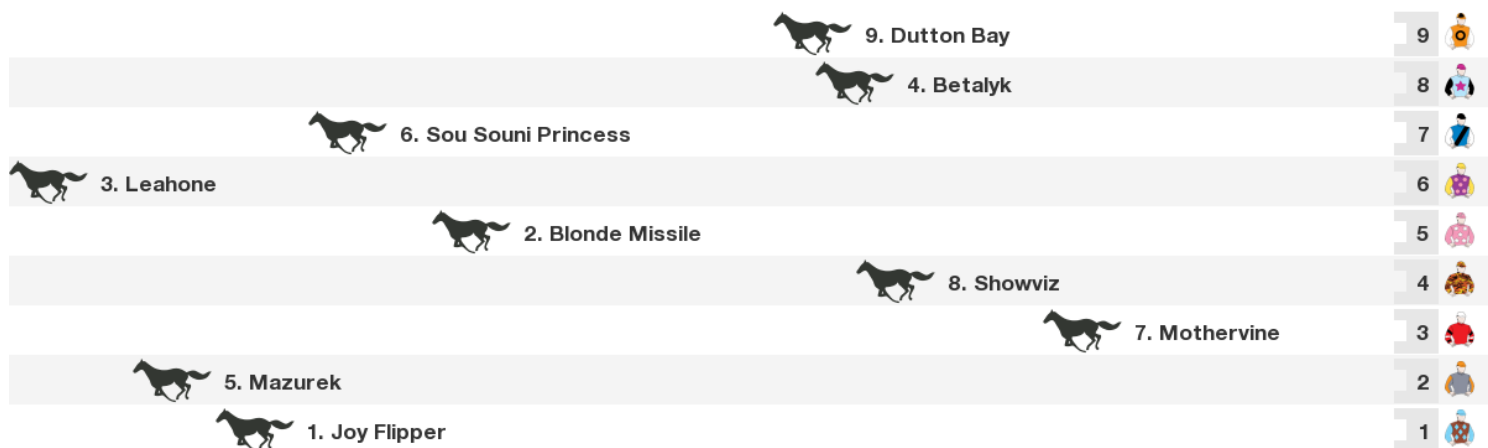 9. Dutton Bay 9
4. Betalyk 8
6. Sou Souni Princess 7
3. Leahone 6
2. Blonde Missile 5
8. Showviz 4
7. Mothervine 3
5. Mazurek 2
1. Joy Flipper 1